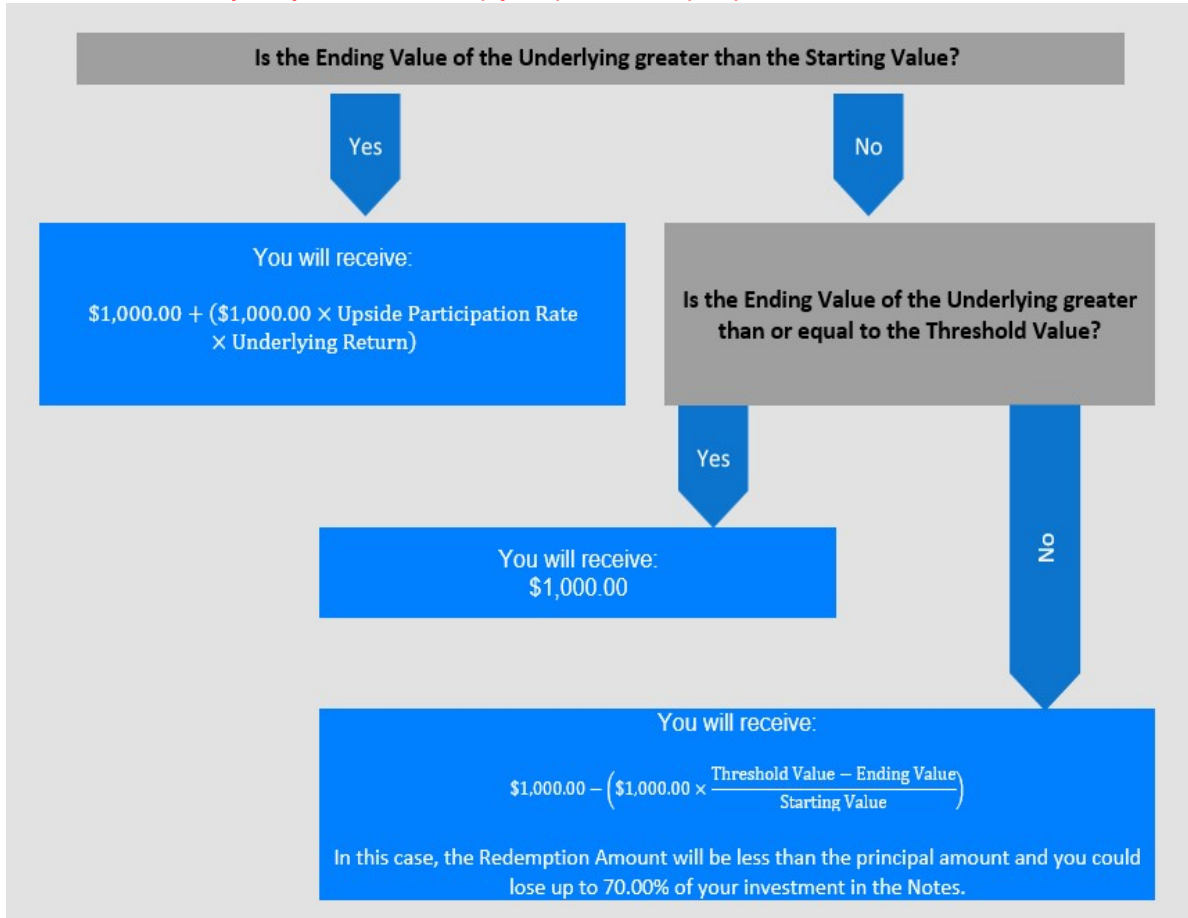 Is the Ending Value of the Underlying greater than the Starting Value?
Yes
No
You will receive:
$1,000.00 + ($1,000.00 × Upside Participation Rate
× Underlying Return)
Is the Ending Value of the Underlying greater
than or equal to the Threshold Value?
Yes
No
You will receive:
$1,000.00
You will receive:
$1,000.00 − ($1,000.00 × Threshold Value − Ending Value
Starting Value)
In this case, the Redemption Amount will be less than the principal amount and you could
lose up to 70.00% of your investment in the Notes.